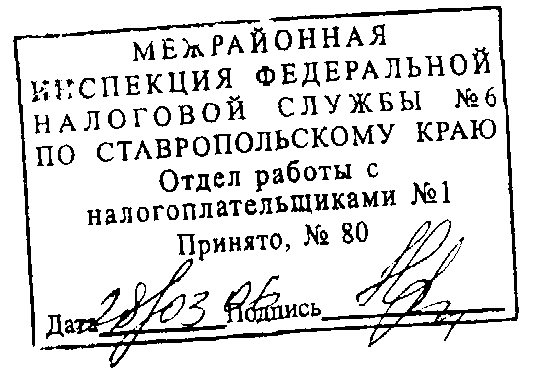 МЕЖРАЙОННАЯ
ИНСПЕКЦИЯ ФЕДЕРАЛЬНОЙ
НАЛОГОВОЙ СЛУЖБЫ №6
ПО СТАВРОПОЛЬСКОМУ КРАЮ
Отдел работы с
налогоплательщиками №1
Принято, № 80
Дата 28/03 06 Подпись